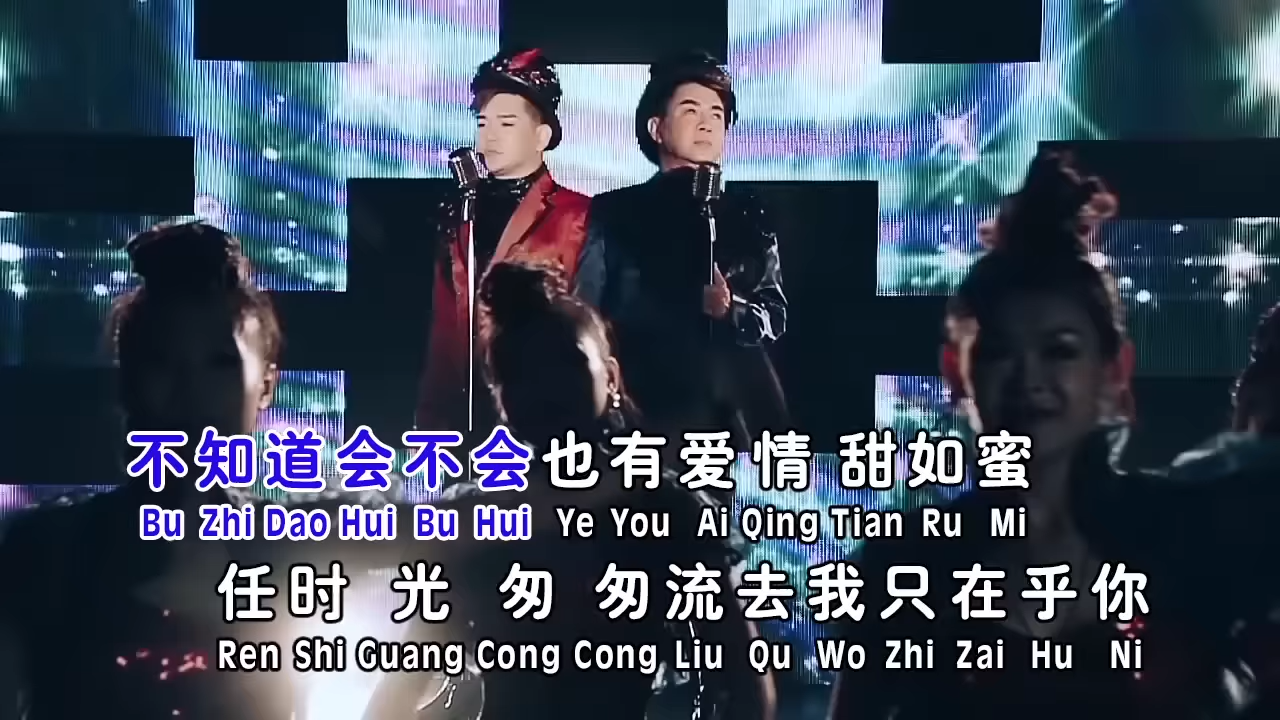 不知道会不会也有爱情 甜如蜜
Bu Zhi Dao Hui Bu Hui Ye You Ai Qing Tian Ru Mi
任时 光 匆 匆流去我只在乎你
Ren Shi Guang Cong Cong Liu Qu Wo Zhi Zai Hu Ni